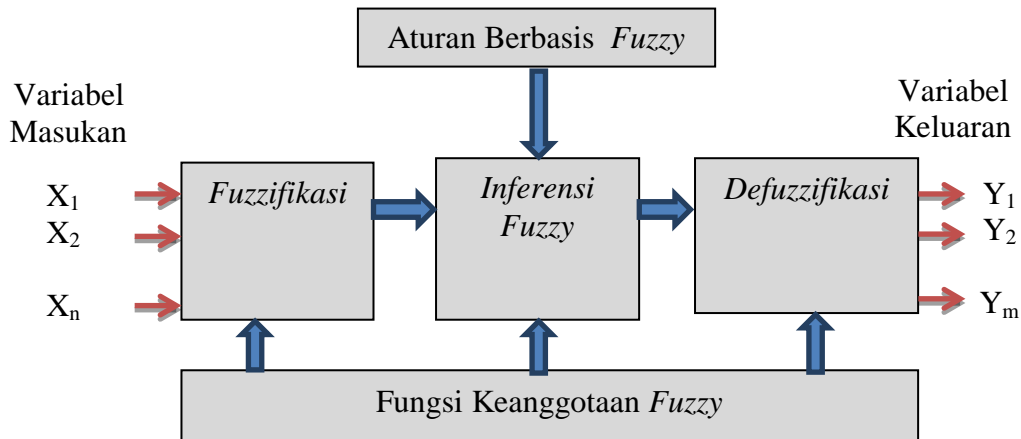 Aturan Berbasis Fuzzy
Variabel
Masukan
Variabel
Keluaran
X1
X2
Xn
Fuzzifikasi
Inferensi
Fuzzy
Defuzzifikasi
Y1
Y2
Ym
Fungsi Keanggotaan Fuzzy